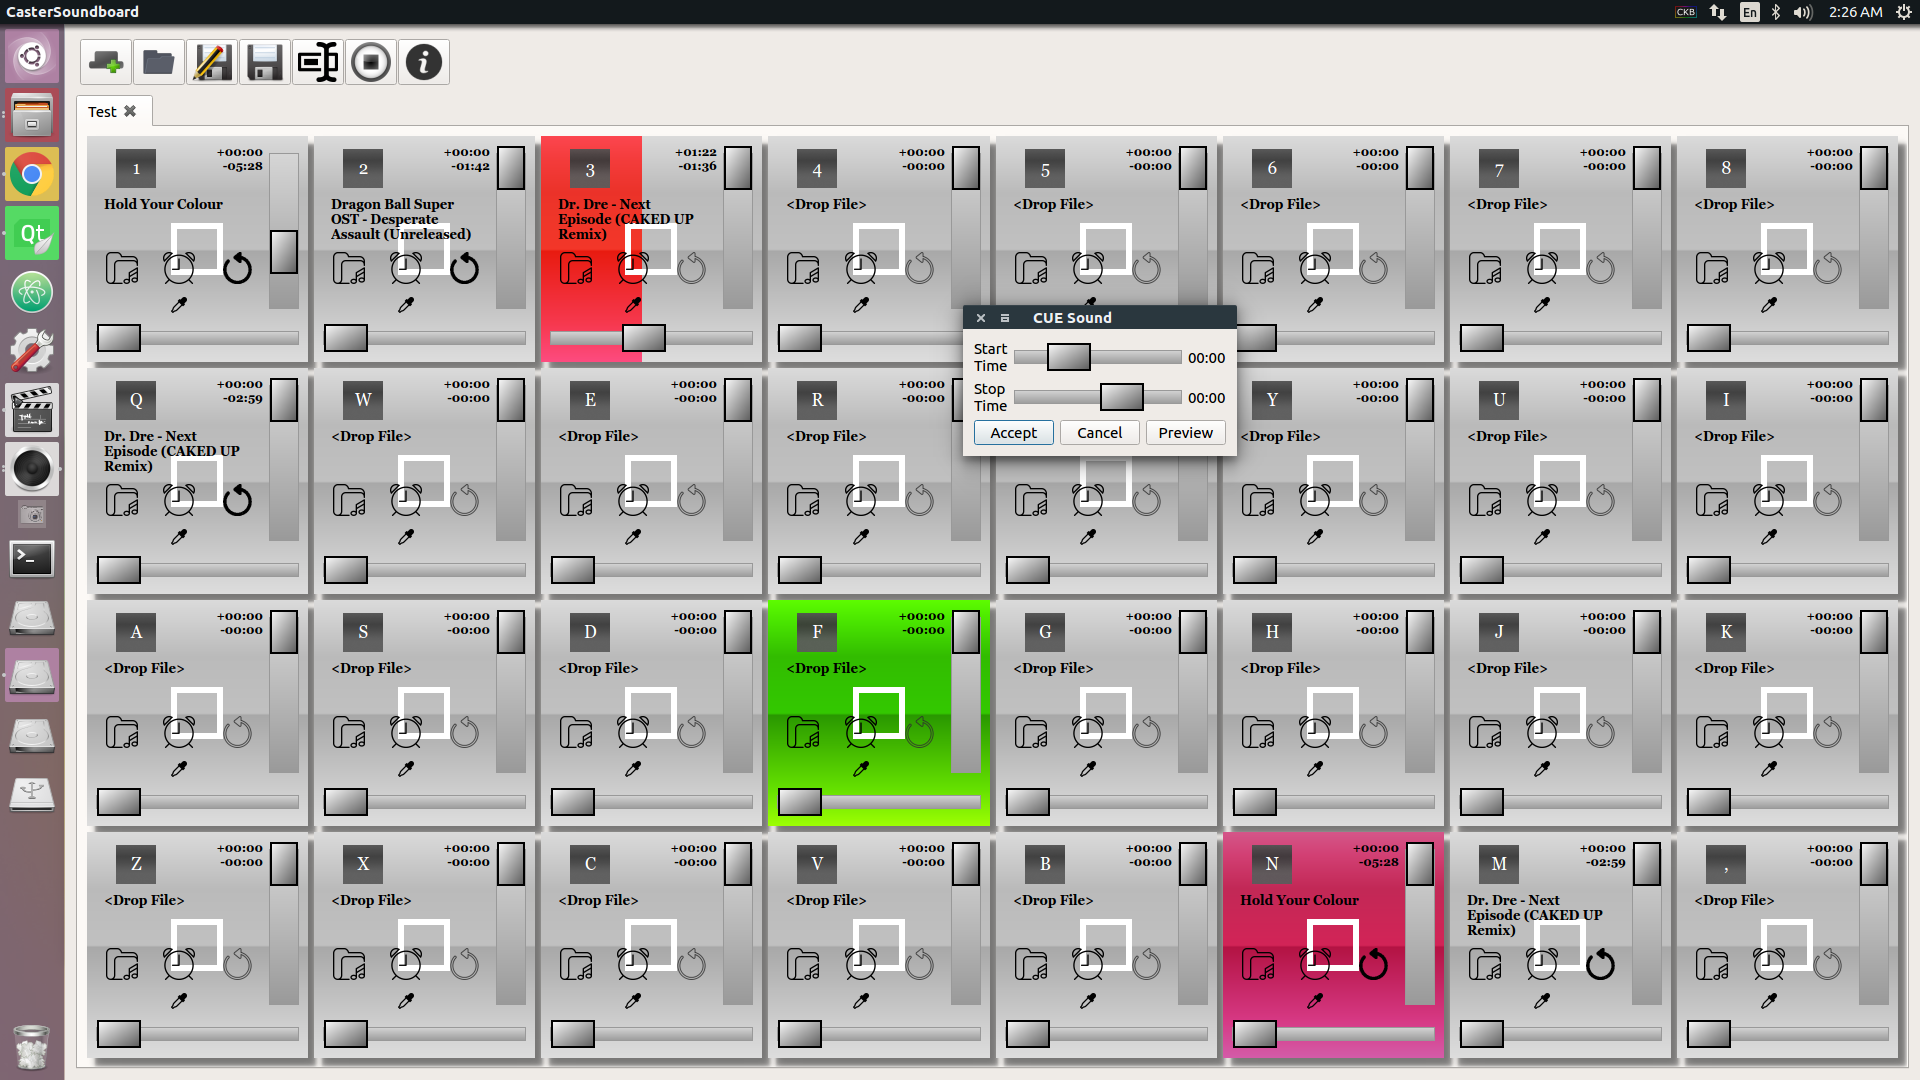 CasterSoundboard
CKB En 2:26 AM
Test
1 +00:00 -05:28
Hold Your Colour
2 +00:00 -01:42
Dragon Ball Super
OST - Desperate
Assault (Unreleased)
3 +01:22 -01:36
Dr. Dre - Next
Episode (CAKED UP
Remix)
4 +00:00 -00:00
<Drop File>
5 +00:00 -00:00
<Drop File>
6 +00:00 -00:00
<Drop File>
7 +00:00 -00:00
<Drop File>
8 +00:00 -00:00
<Drop File>
CUE Sound
Start Time 00:00
Stop Time 00:00
Accept Cancel Preview
Q +00:00 -02:59
Dr. Dre - Next
Episode (CAKED UP
Remix)
W +00:00 -00:00
<Drop File>
E +00:00 -00:00
<Drop File>
R +00:00 -00:00
<Drop File>
Y +00:00 -00:00
<Drop File>
U +00:00 -00:00
<Drop File>
I +00:00 -00:00
<Drop File>
A +00:00 -00:00
<Drop File>
S +00:00 -00:00
<Drop File>
D +00:00 -00:00
<Drop File>
F +00:00 -00:00
<Drop File>
G +00:00 -00:00
<Drop File>
H +00:00 -00:00
<Drop File>
J +00:00 -00:00
<Drop File>
K +00:00 -00:00
<Drop File>
Z +00:00 -00:00
<Drop File>
X +00:00 -00:00
<Drop File>
C +00:00 -00:00
<Drop File>
V +00:00 -00:00
<Drop File>
B +00:00 -00:00
<Drop File>
N +00:00 -05:28
Hold Your Colour
M +00:00 -02:59
Dr. Dre - Next
Episode (CAKED UP
Remix)
, +00:00 -00:00
<Drop File>
Qt